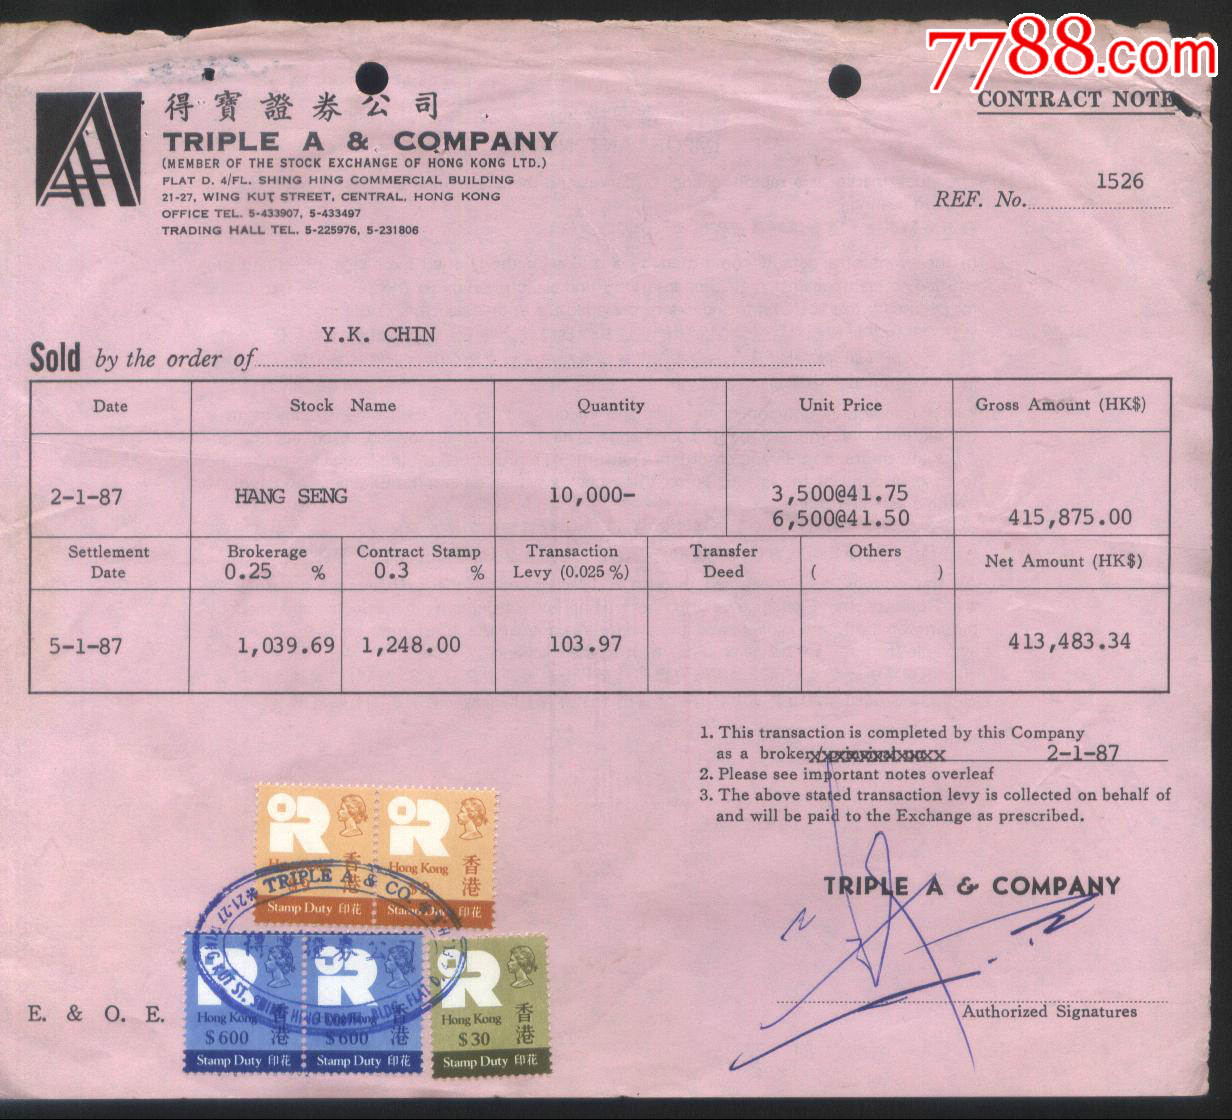 7788.com
CONTRACT NOTE
得寶證券公司
TRIPLE A & COMPANY
(MEMBER OF THE STOCK EXCHANGE OF HONG KONG LTD.)
FLAT D, 4/FL. SHING HING COMMERCIAL BUILDING
21-27, WING KUT STREET, CENTRAL, HONG KONG
OFFICE TEL. 5-433907, 5-433497
TRADING HALL TEL. 5-225976, 5-231806
REF. No. 1526
Sold by the order of Y.K. CHIN
Date Stock Name Quantity Unit Price Gross Amount (HK$)
2-1-87 HANG SENG 10,000- 3,500@41.75
6,500@41.50 415,875.00
Settlement Date Brokerage 0.25 % Contract Stamp 0.3 % Transaction Levy (0.025 %) Transfer Deed Others ( ) Net Amount (HK$)
5-1-87 1,039.69 1,248.00 103.97 413,483.34
1. This transaction is completed by this Company
as a broker 2-1-87
2. Please see important notes overleaf
3. The above stated transaction levy is collected on behalf of
and will be paid to the Exchange as prescribed.
TRIPLE A & COMPANY
Authorized Signatures
E. & O. E.
Hong Kong 香港
Stamp Duty 印花
Hong Kong 香港
Stamp Duty 印花
TRIPLE A & CO.
Hong Kong 香港
$600
Stamp Duty 印花
Hong Kong 香港
$600
Stamp Duty 印花
Hong Kong 香港
$30
Stamp Duty 印花